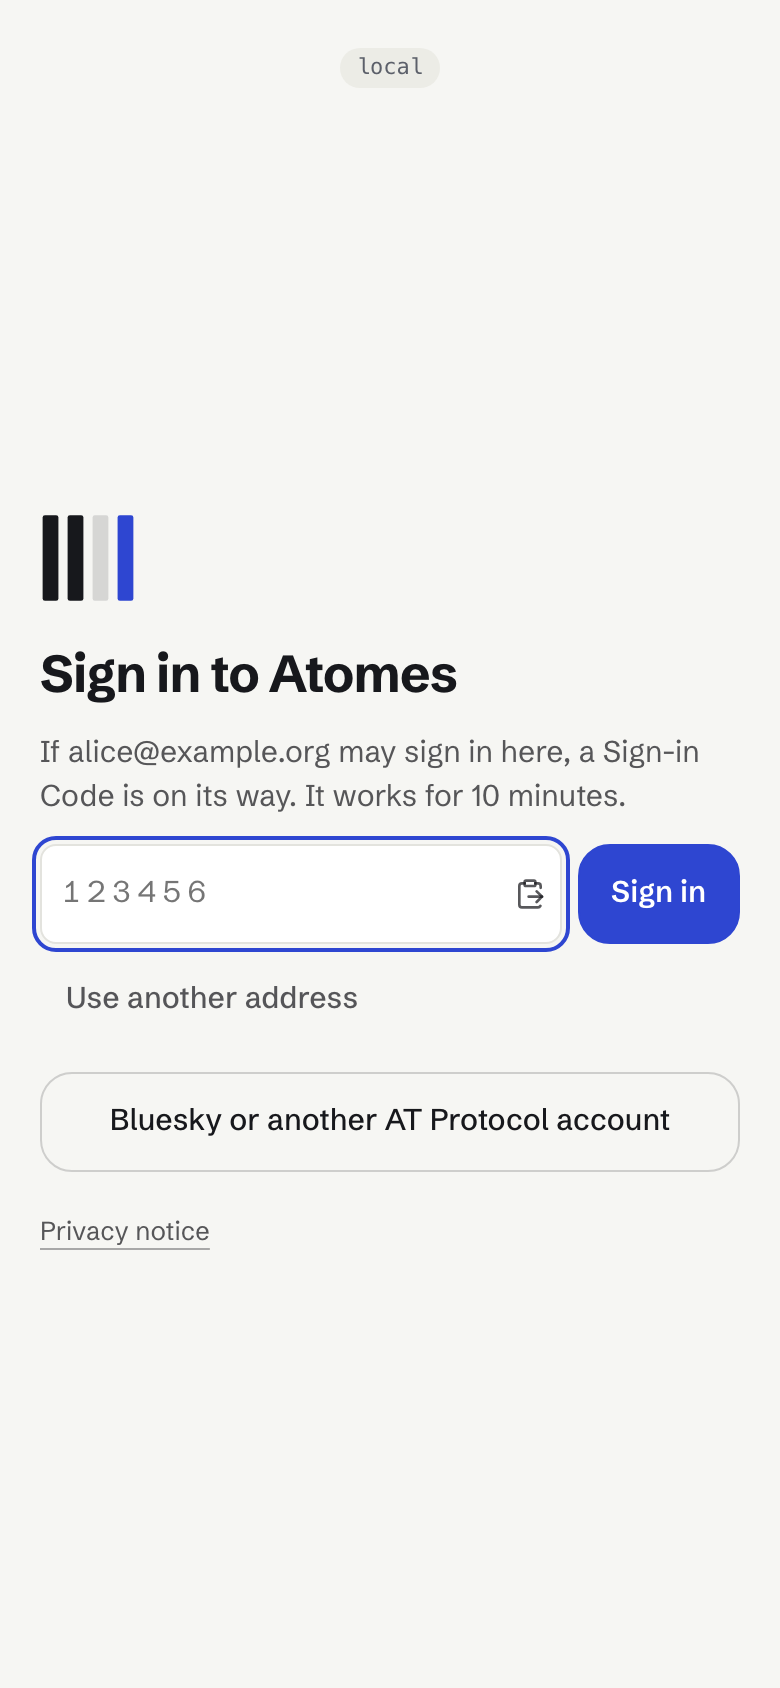 local
Sign in to Atomes
If alice@example.org may sign in here, a Sign-in
Code is on its way. It works for 10 minutes.
123456
Sign in
Use another address
Bluesky or another AT Protocol account
Privacy notice